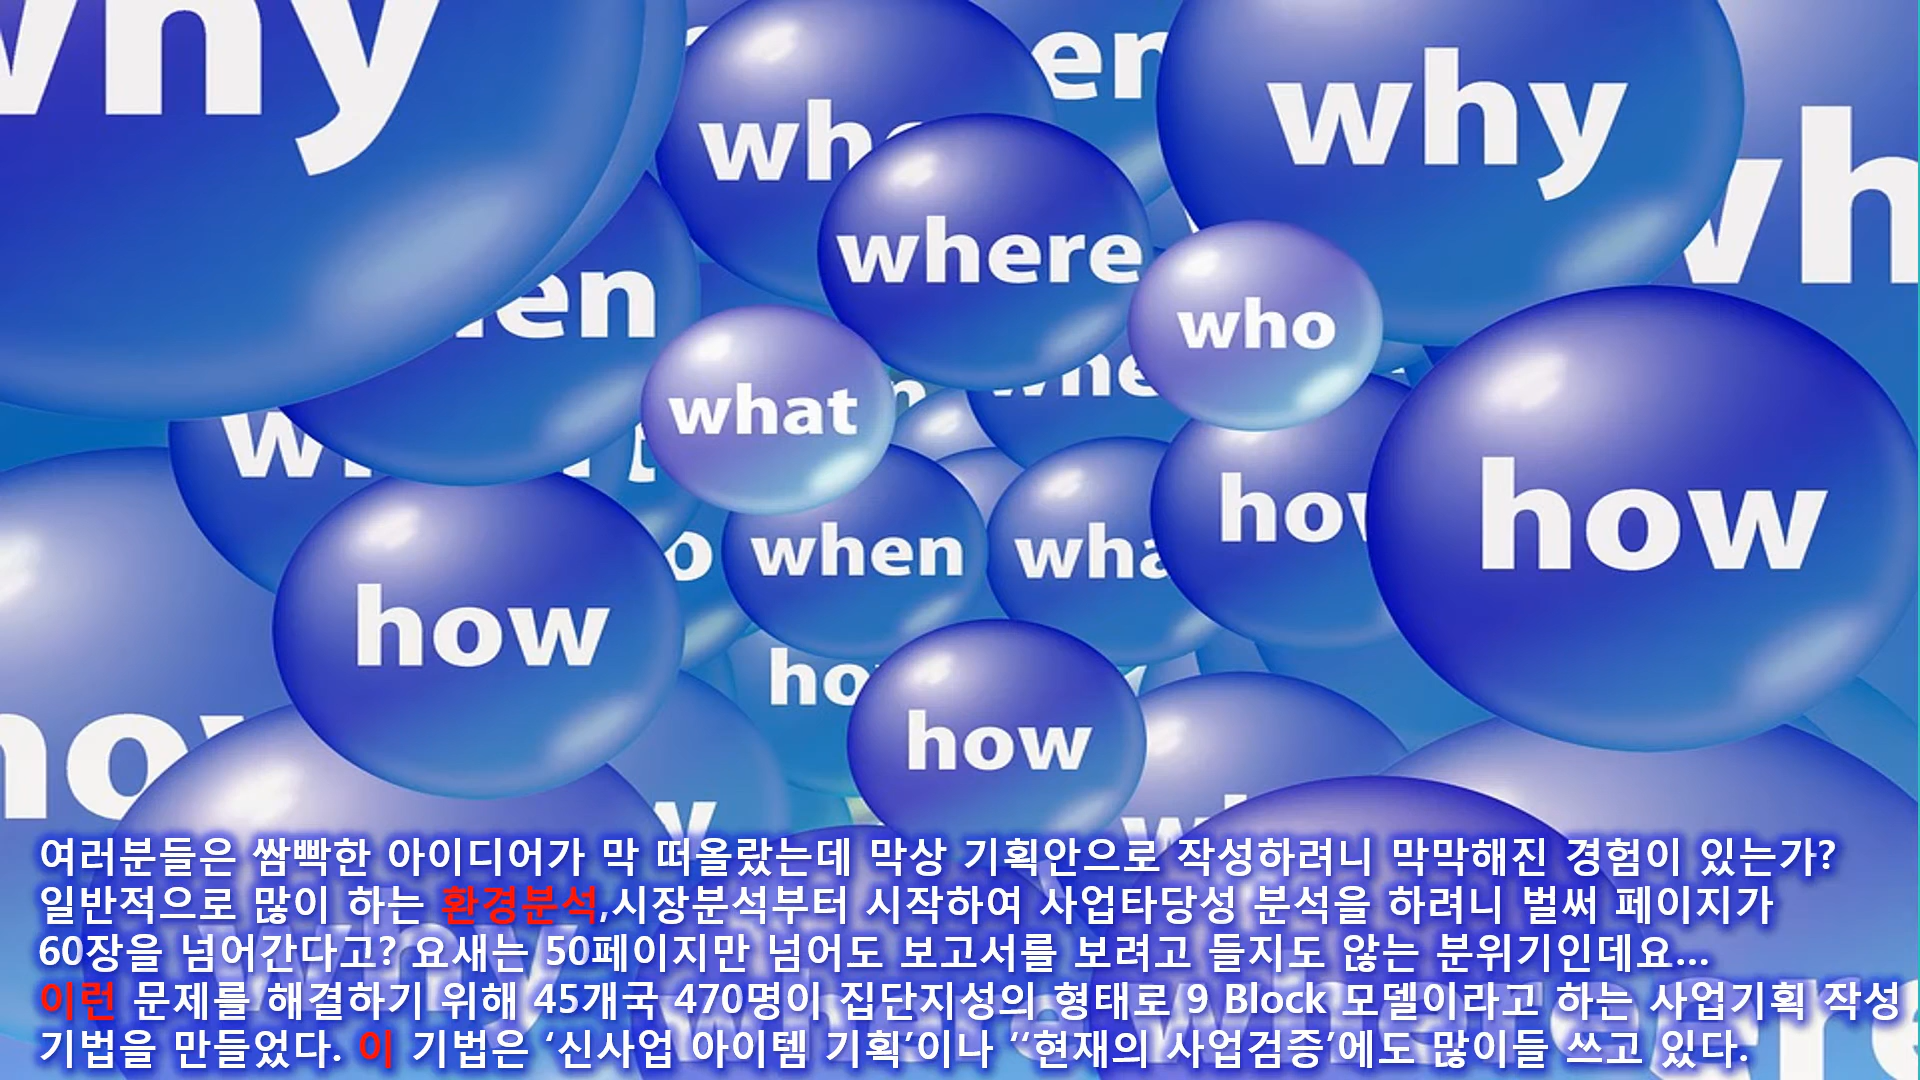 why
why
where
who
what
how
when
how
how
여러분들은 쌈빡한 아이디어가 막 떠올랐는데 막상 기획안으로 작성하려니 막막해진 경험이 있는가?
일반적으로 많이 하는 환경분석,시장분석부터 시작하여 사업타당성 분석을 하려니 벌써 페이지가
60장을 넘어간다고? 요새는 50페이지만 넘어도 보고서를 보려고 들지도 않는 분위기인데요...
이런 문제를 해결하기 위해 45개국 470명이 집단지성의 형태로 9 Block 모델이라고 하는 사업기획 작성
기법을 만들었다. 이 기법은 ‘신사업 아이템 기획’이나 ‘‘현재의 사업검증’에도 많이들 쓰고 있다.